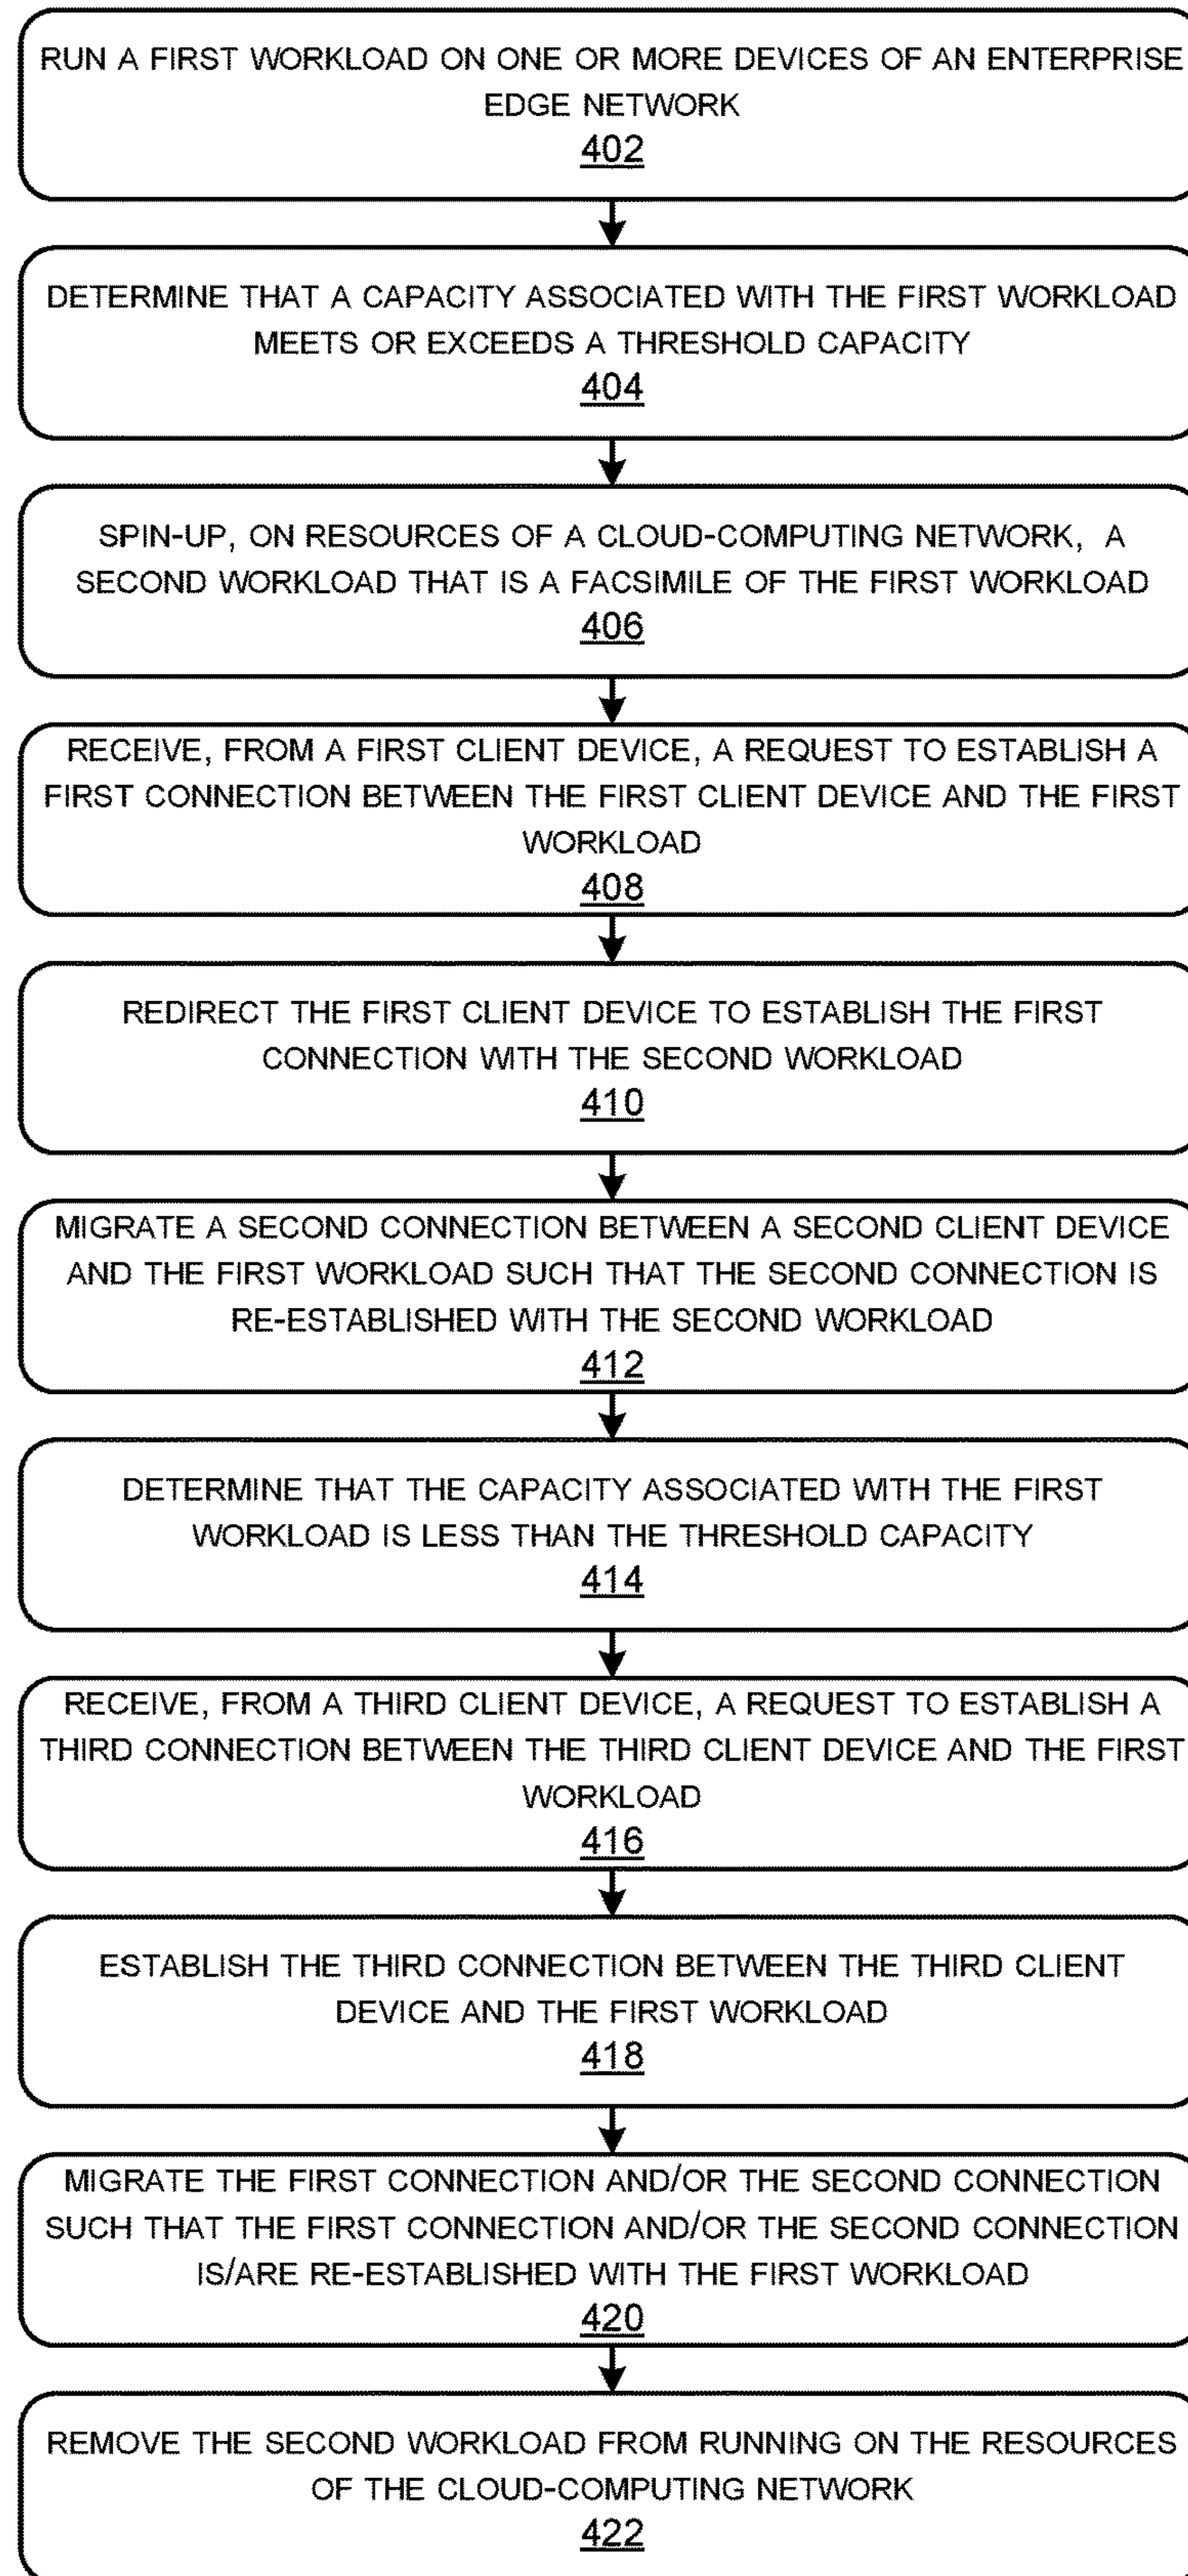 RUN A FIRST WORKLOAD ON ONE OR MORE DEVICES OF AN ENTERPRISE
EDGE NETWORK
402
DETERMINE THAT A CAPACITY ASSOCIATED WITH THE FIRST WORKLOAD
MEETS OR EXCEEDS A THRESHOLD CAPACITY
404
SPIN-UP, ON RESOURCES OF A CLOUD-COMPUTING NETWORK, A
SECOND WORKLOAD THAT IS A FACSIMILE OF THE FIRST WORKLOAD
406
RECEIVE, FROM A FIRST CLIENT DEVICE, A REQUEST TO ESTABLISH A
FIRST CONNECTION BETWEEN THE FIRST CLIENT DEVICE AND THE FIRST
WORKLOAD
408
REDIRECT THE FIRST CLIENT DEVICE TO ESTABLISH THE FIRST
CONNECTION WITH THE SECOND WORKLOAD
410
MIGRATE A SECOND CONNECTION BETWEEN A SECOND CLIENT DEVICE
AND THE FIRST WORKLOAD SUCH THAT THE SECOND CONNECTION IS
RE-ESTABLISHED WITH THE SECOND WORKLOAD
412
DETERMINE THAT THE CAPACITY ASSOCIATED WITH THE FIRST
WORKLOAD IS LESS THAN THE THRESHOLD CAPACITY
414
RECEIVE, FROM A THIRD CLIENT DEVICE, A REQUEST TO ESTABLISH A
THIRD CONNECTION BETWEEN THE THIRD CLIENT DEVICE AND THE FIRST
WORKLOAD
416
ESTABLISH THE THIRD CONNECTION BETWEEN THE THIRD CLIENT
DEVICE AND THE FIRST WORKLOAD
418
MIGRATE THE FIRST CONNECTION AND/OR THE SECOND CONNECTION
SUCH THAT THE FIRST CONNECTION AND/OR THE SECOND CONNECTION
IS/ARE RE-ESTABLISHED WITH THE FIRST WORKLOAD
420
REMOVE THE SECOND WORKLOAD FROM RUNNING ON THE RESOURCES
OF THE CLOUD-COMPUTING NETWORK
422